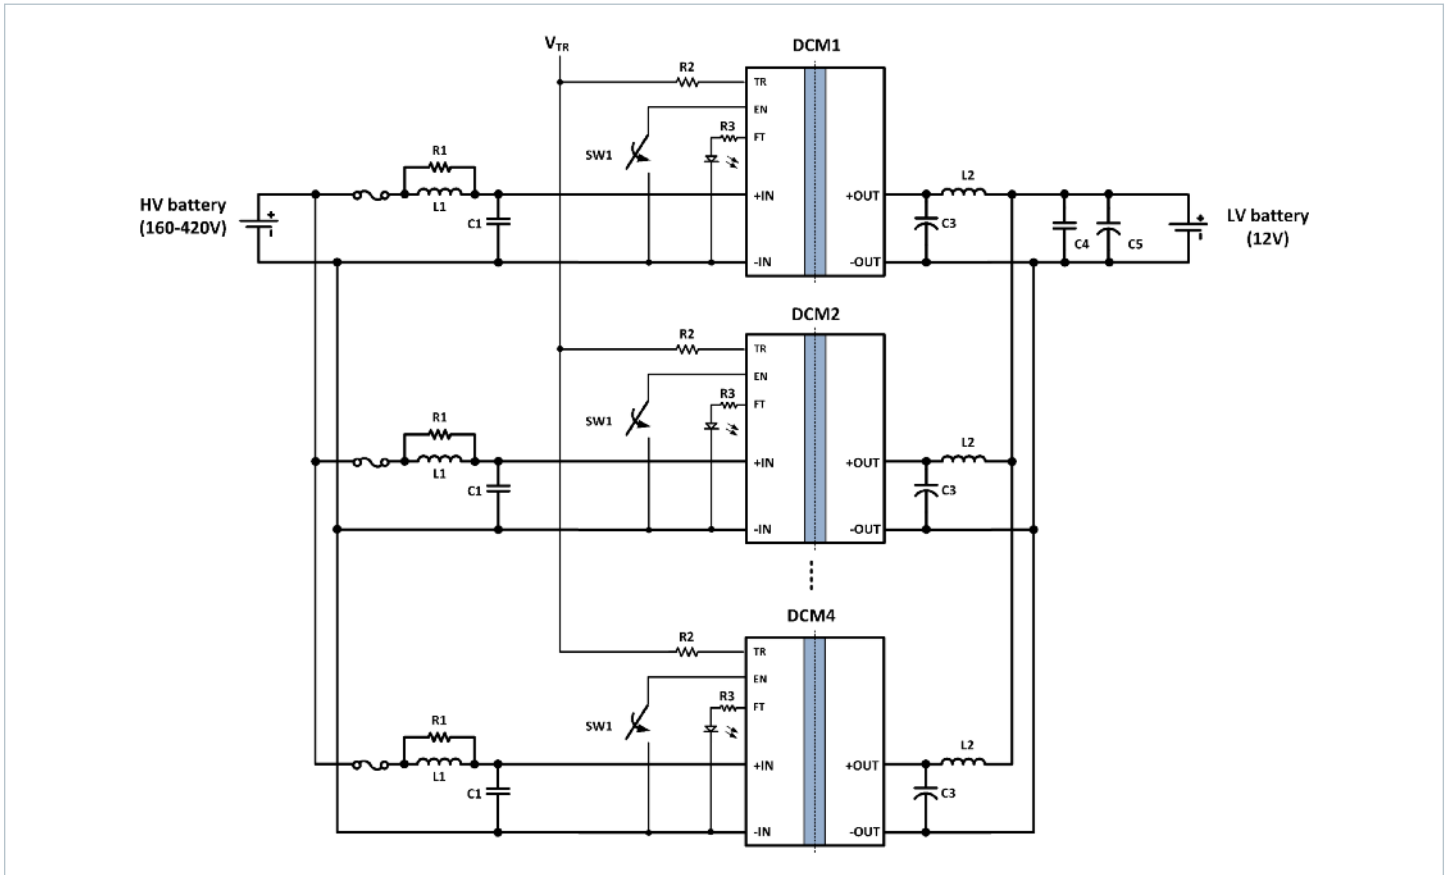 V_TR
DCM1
R2
TR
EN
R3
FT
SW1
R1
L1
C1
+IN
-IN
HV battery
(160-420V)
+
-
+OUT
-OUT
L2
C3
C4
C5
+
-
LV battery
(12V)
DCM2
R2
TR
EN
R3
FT
SW1
R1
L1
C1
+IN
-IN
+OUT
-OUT
L2
C3
DCM4
R2
TR
EN
R3
FT
SW1
R1
L1
C1
+IN
-IN
+OUT
-OUT
L2
C3